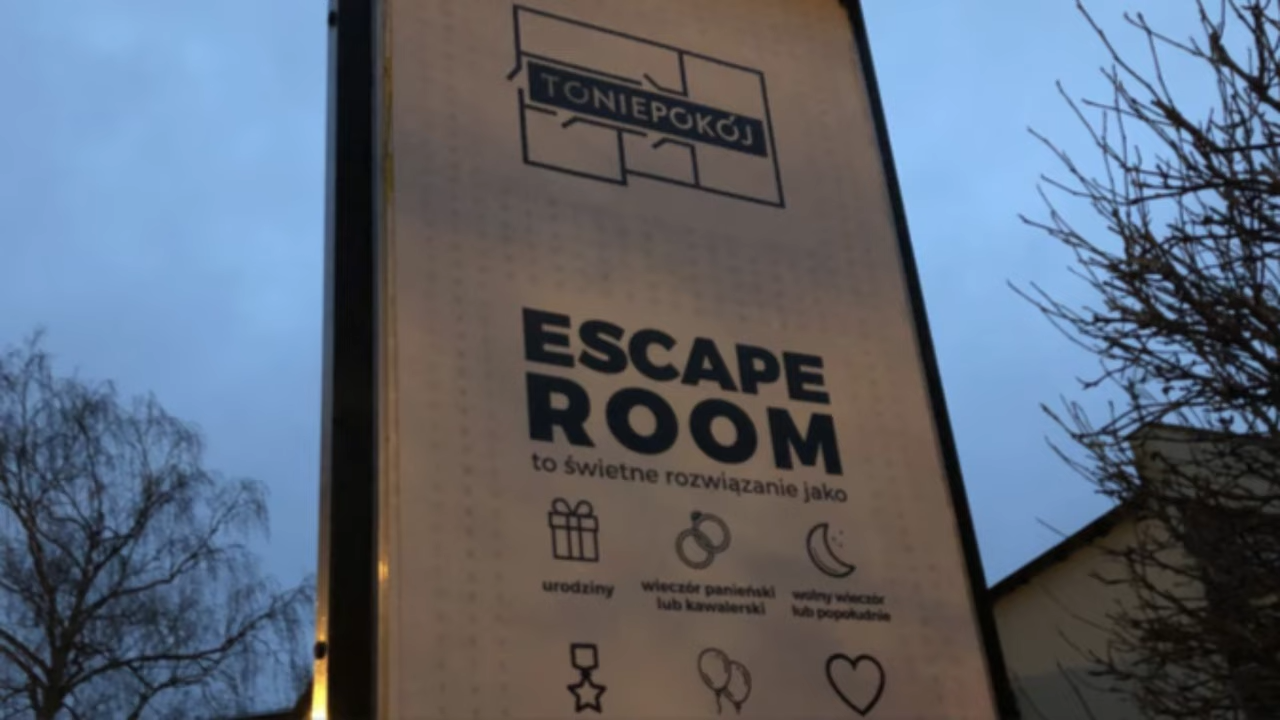 TONIEPOKÓJ
ESCAPE
ROOM
to świetne rozwiązanie jako
urodziny
wieczór panieński
lub kawalerski
wolny wieczór
lub popołudnie